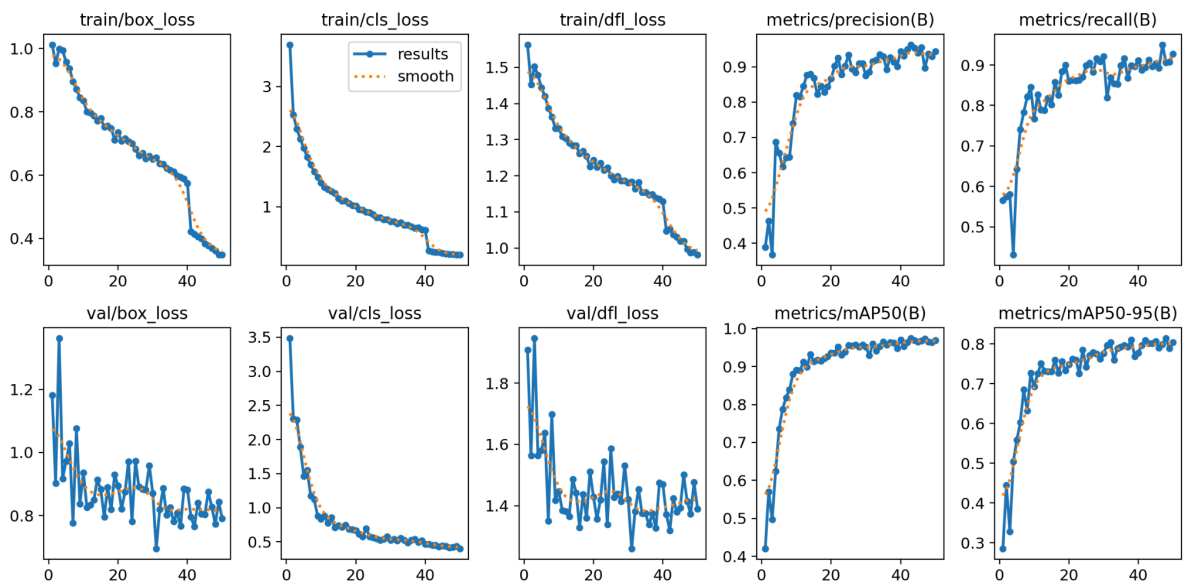 train/box_loss
train/cls_loss
train/dfl_loss
metrics/precision(B)
metrics/recall(B)
1.0
0.8
0.6
0.4
0 20 40
3
2
1
results
smooth
0 20 40
1.5
1.4
1.3
1.2
1.1
1.0
0 20 40
0.9
0.8
0.7
0.6
0.5
0.4
0 20 40
0.9
0.8
0.7
0.6
0.5
0 20 40
val/box_loss
val/cls_loss
val/dfl_loss
metrics/mAP50(B)
metrics/mAP50-95(B)
1.2
1.0
0.8
0 20 40
3.5
3.0
2.5
2.0
1.5
1.0
0.5
0 20 40
1.8
1.6
1.4
0 20 40
1.0
0.9
0.8
0.7
0.6
0.5
0.4
0 20 40
0.8
0.7
0.6
0.5
0.4
0.3
0 20 40